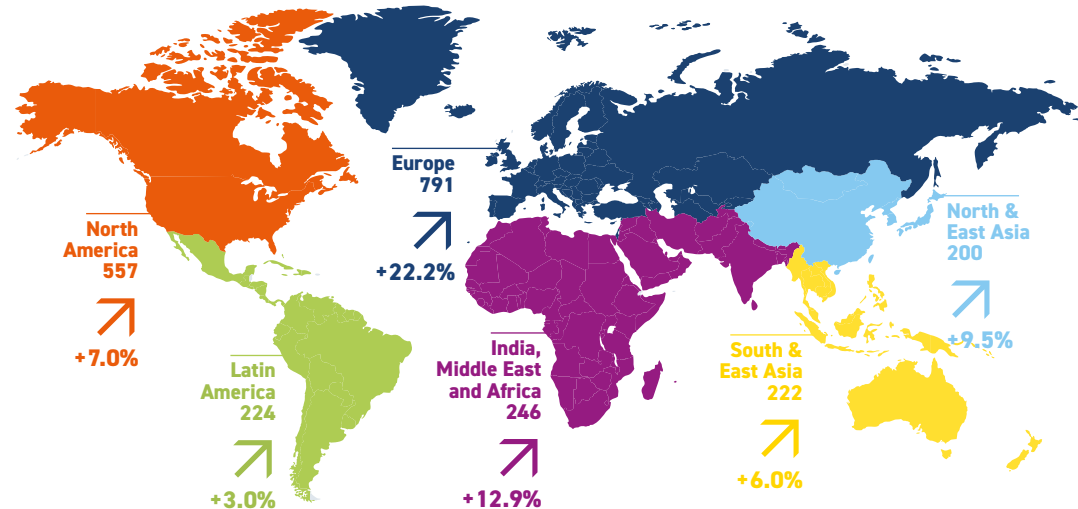 Europe
791
+22.2%
North
America
557
+7.0%
North &
East Asia
200
+9.5%
Latin
America
224
+3.0%
India,
Middle East
and Africa
246
+12.9%
South &
East Asia
222
+6.0%